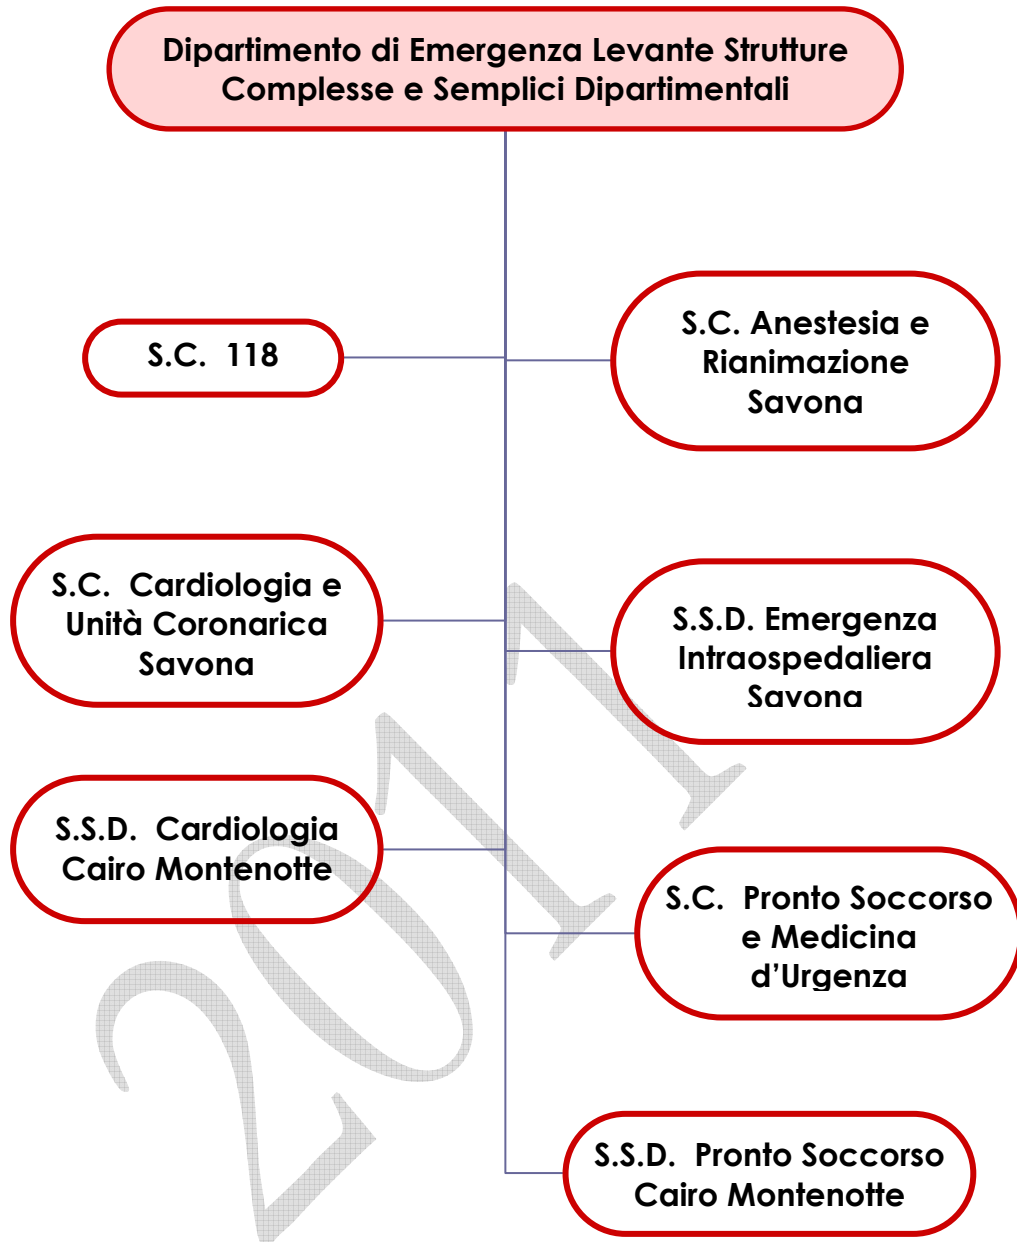 Dipartimento di Emergenza Levante Strutture
Complesse e Semplici Dipartimentali
S.C. 118
S.C. Anestesia e
Rianimazione
Savona
S.C. Cardiologia e
Unità Coronarica
Savona
S.S.D. Emergenza
Intraospedaliera
Savona
S.S.D. Cardiologia
Cairo Montenotte
S.C. Pronto Soccorso
e Medicina
d’Urgenza
S.S.D. Pronto Soccorso
Cairo Montenotte
2011